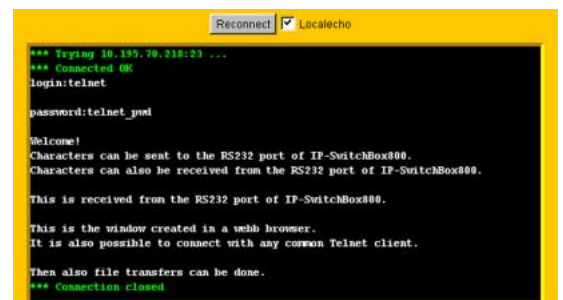 Reconnect Localecho
*** Trying 10.195.70.218:23 ...
*** Connected OK
login:telnet
password:telnet_pwd
Welcome!
Characters can be sent to the RS232 port of IP-SwitchBox800.
Characters can also be received from the RS232 port of IP-SwitchBox800.
This is received from the RS232 port of IP-SwitchBox800.
This is the window created in a webb browser.
It is also possible to connect with any common Telnet client.
Then also file transfers can be done.
*** Connection closed